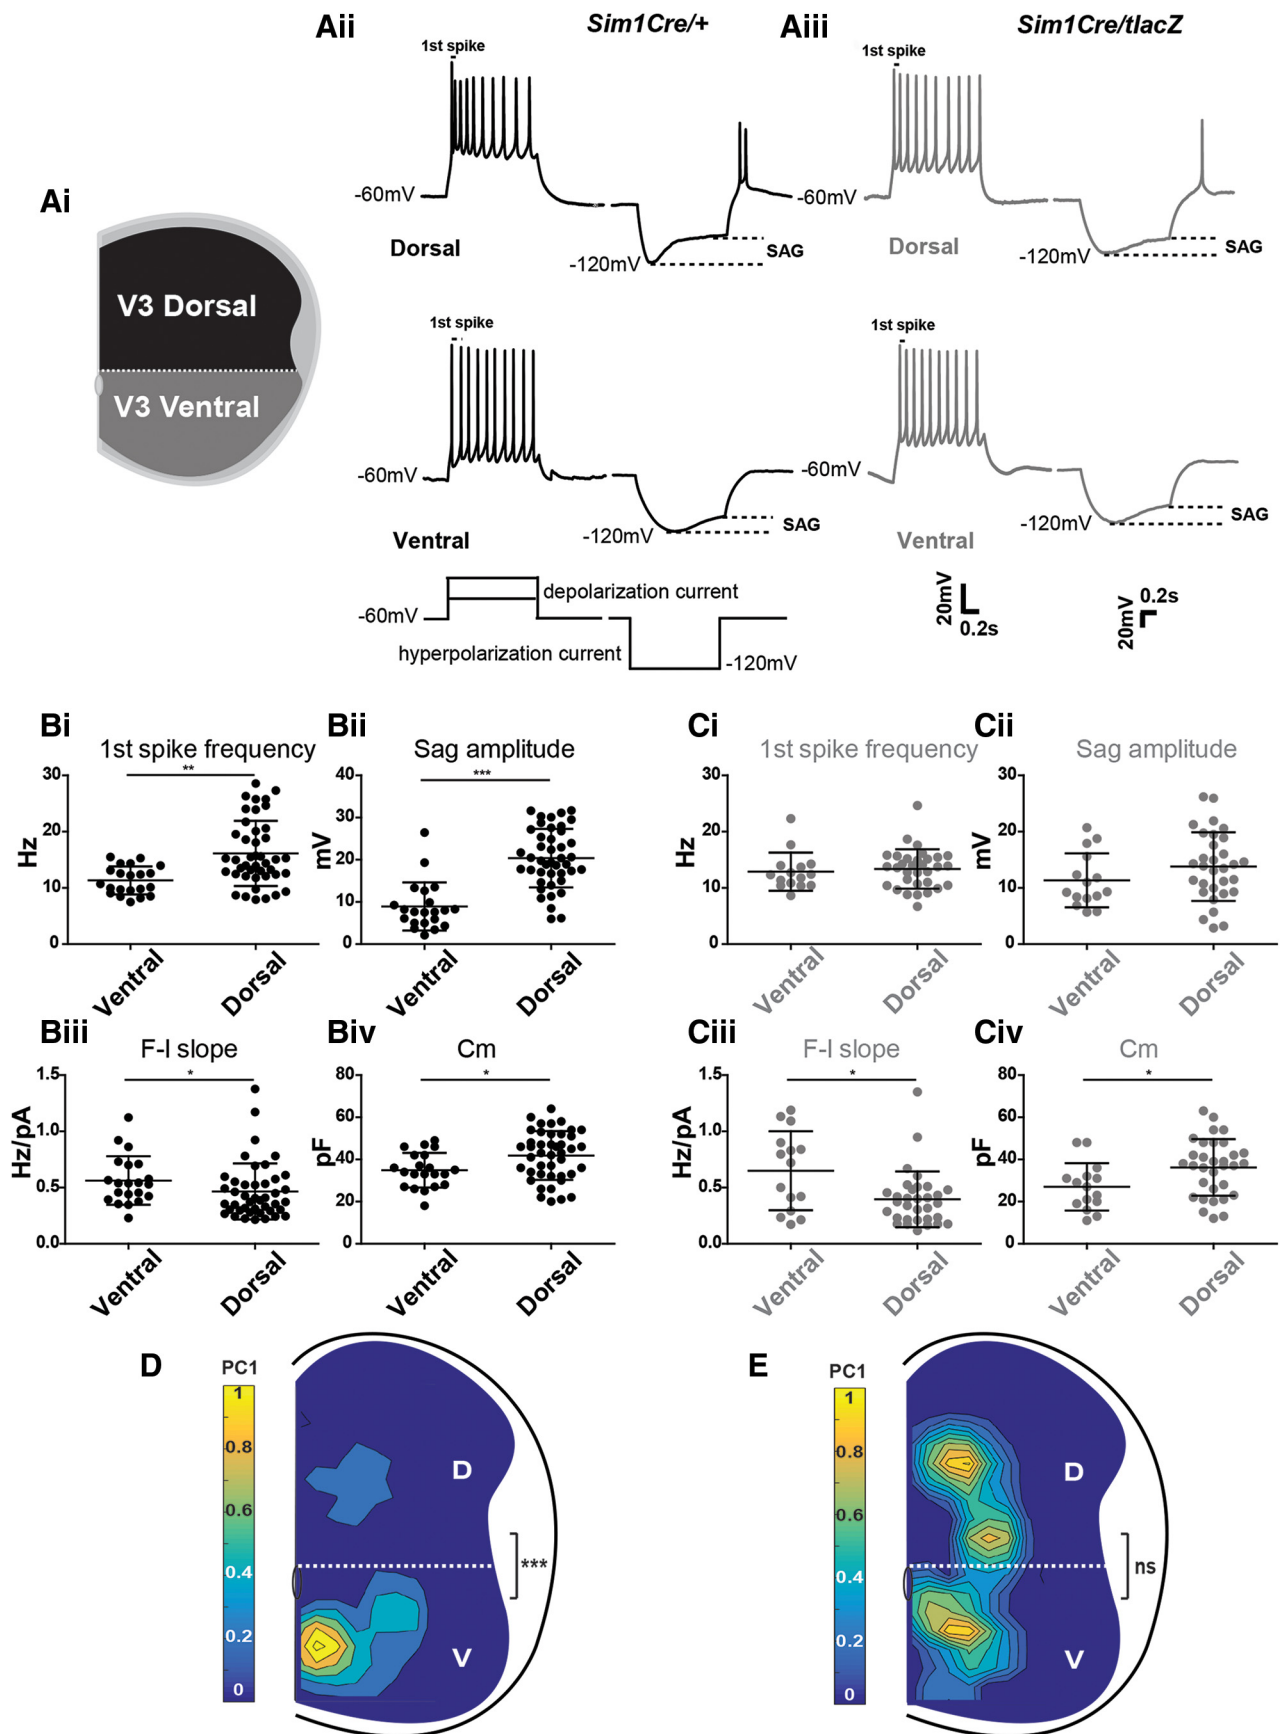 Aii
Sim1Cre/+
Aiii
Sim1Cre/tlacZ
1st spike
1st spike
-60mV
-60mV
Dorsal
-120mV
SAG
Dorsal
-120mV
SAG
Ai
V3 Dorsal
V3 Ventral
1st spike
1st spike
-60mV
-60mV
Ventral
-120mV
SAG
Ventral
-120mV
SAG
-60mV
depolarization current
hyperpolarization current
-120mV
20mV
0.2s
20mV
0.2s
Bi
1st spike frequency
Hz
30
20
10
0
**
Ventral
Dorsal
Bii
Sag amplitude
mV
40
30
20
10
0
***
Ventral
Dorsal
Ci
1st spike frequency
Hz
30
20
10
0
Ventral
Dorsal
Cii
Sag amplitude
mV
30
20
10
0
Ventral
Dorsal
Biii
F-I slope
Hz/pA
1.5
1.0
0.5
0.0
*
Ventral
Dorsal
Biv
Cm
pF
80
60
40
20
0
*
Ventral
Dorsal
Ciii
F-I slope
Hz/pA
1.5
1.0
0.5
0.0
*
Ventral
Dorsal
Civ
Cm
pF
80
60
40
20
0
*
Ventral
Dorsal
D
PC1
1
0.8
0.6
0.4
0.2
0
D
V
***
E
PC1
1
0.8
0.6
0.4
0.2
0
D
V
ns